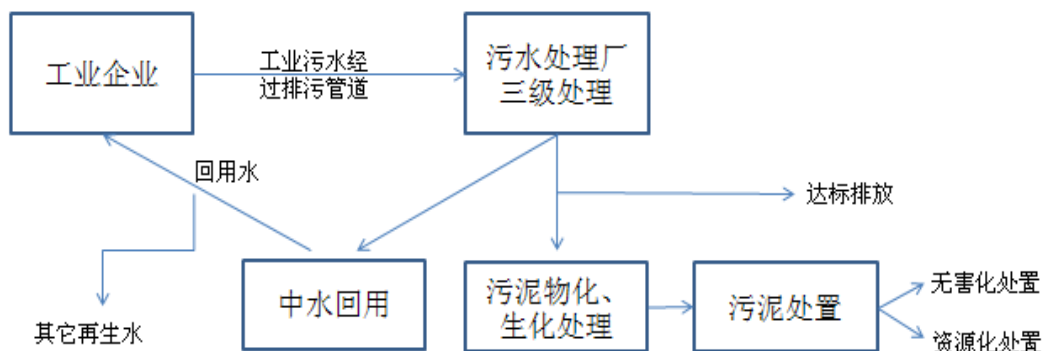 工业企业
工业污水经
过排污管道
污水处理厂
三级处理
回用水
达标排放
其它再生水
中水回用
污泥物化、
生化处理
污泥处置
无害化处置
资源化处置